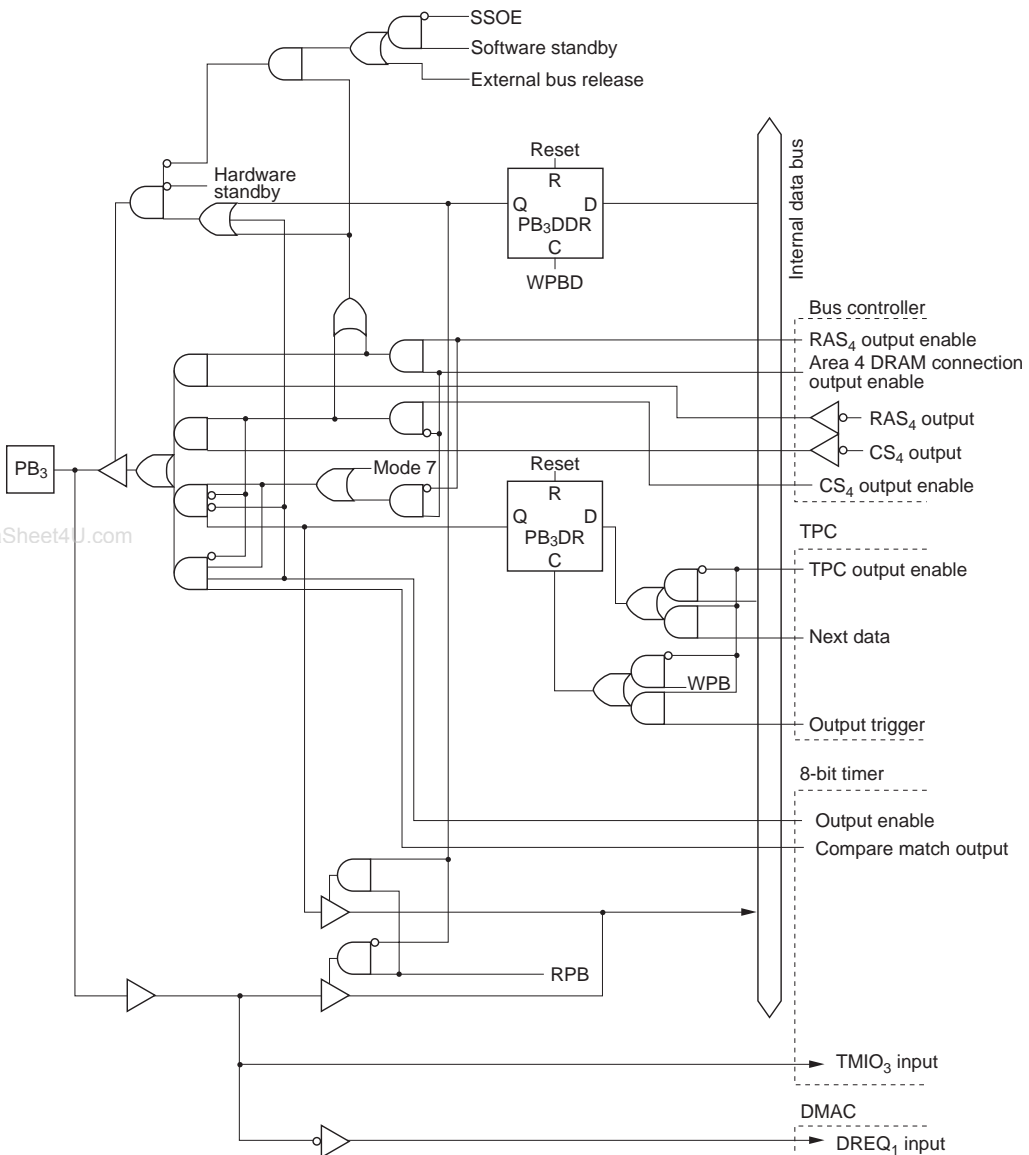 SSOE
Software standby
External bus release
Hardware
standby
Reset
R
Q D
PB₃DDR
C
WPBD
Internal data bus
Bus controller
RAS₄ output enable
Area 4 DRAM connection
output enable
RAS₄ output
CS₄ output
CS₄ output enable
PB₃
Mode 7
Reset
R
Q D
PB₃DR
C
TPC
TPC output enable
Next data
WPB
Output trigger
8-bit timer
Output enable
Compare match output
RPB
TMIO₃ input
DMAC
DREQ₁ input
Sheet4U.com